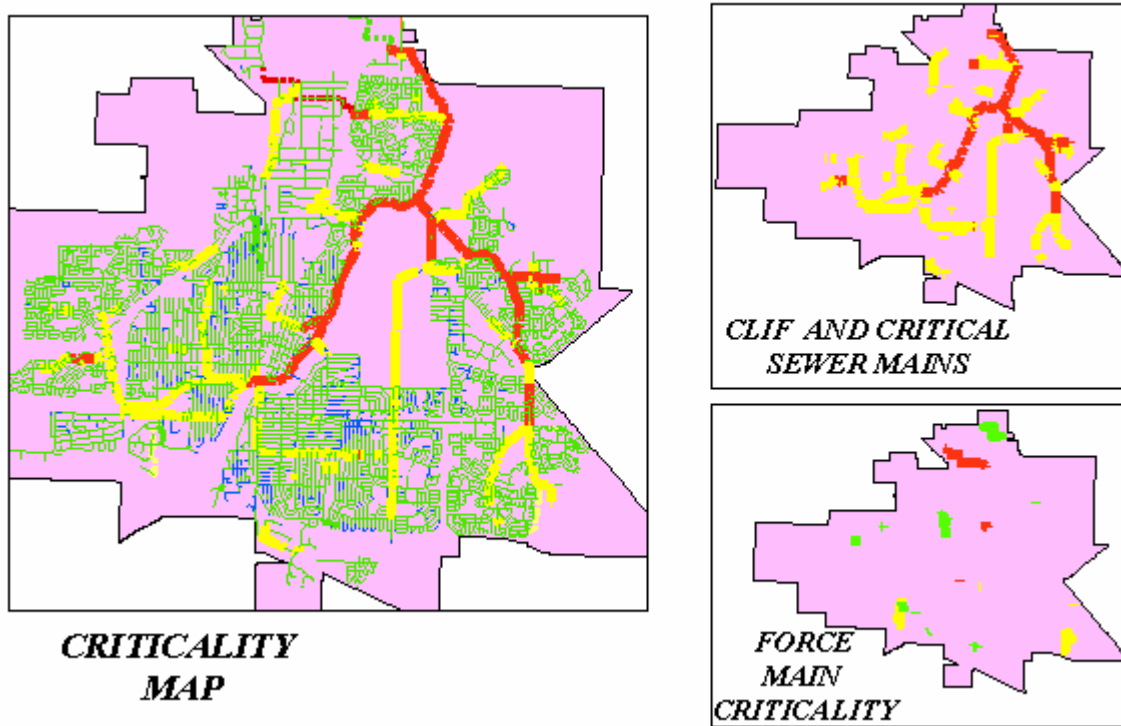 CRITICALITY
MAP
CLIF AND CRITICAL
SEWER MAINS
FORCE
MAIN
CRITICALITY